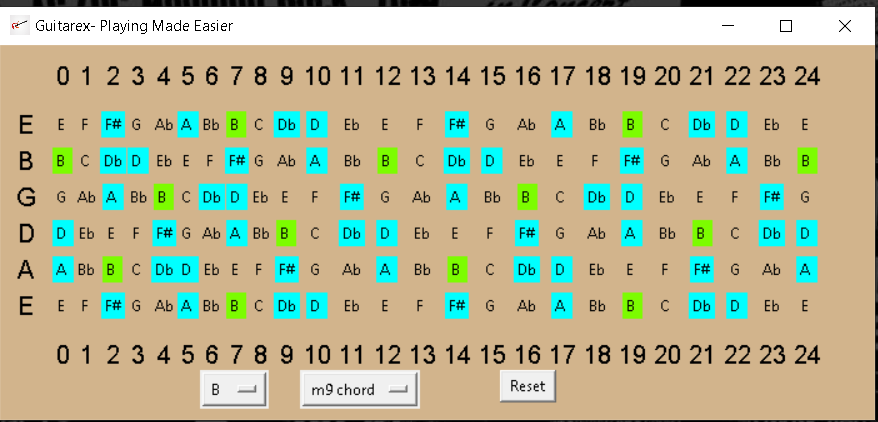 Guitarex- Playing Made Easier
0 1 2 3 4 5 6 7 8 9 10 11 12 13 14 15 16 17 18 19 20 21 22 23 24
E E F F# G Ab A Bb B C Db D Eb E F F# G Ab A Bb B C Db D Eb E
B B C Db D Eb E F F# G Ab A Bb B C Db D Eb E F F# G Ab A Bb B
G G Ab A Bb B C Db D Eb E F F# G Ab A Bb B C Db D Eb E F F# G
D D Eb E F F# G Ab A Bb B C Db D Eb E F F# G Ab A Bb B C Db D
A A Bb B C Db D Eb E F F# G Ab A Bb B C Db D Eb E F F# G Ab A
E E F F# G Ab A Bb B C Db D Eb E F F# G Ab A Bb B C Db D Eb E
0 1 2 3 4 5 6 7 8 9 10 11 12 13 14 15 16 17 18 19 20 21 22 23 24
B m9 chord Reset